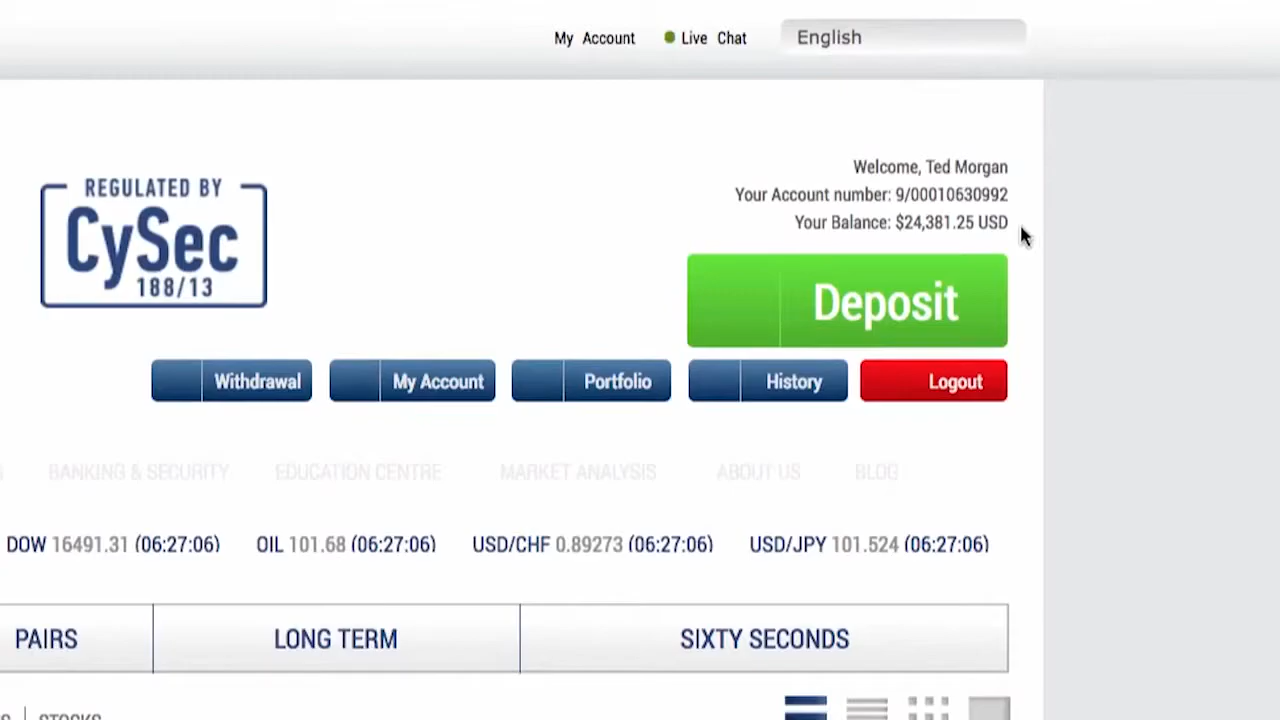 My Account Live Chat English
Welcome, Ted Morgan
Your Account number: 9/00010630992
Your Balance: $24,381.25 USD
REGULATED BY
CySec
188/13
Deposit
Withdrawal My Account Portfolio History Logout
BANKING & SECURITY EDUCATION CENTRE MARKET ANALYSIS ABOUT US BLOG
DOW 16491.31 (06:27:06) OIL 101.68 (06:27:06) USD/CHF 0.89273 (06:27:06) USD/JPY 101.524 (06:27:06)
PAIRS LONG TERM SIXTY SECONDS
STOCKS